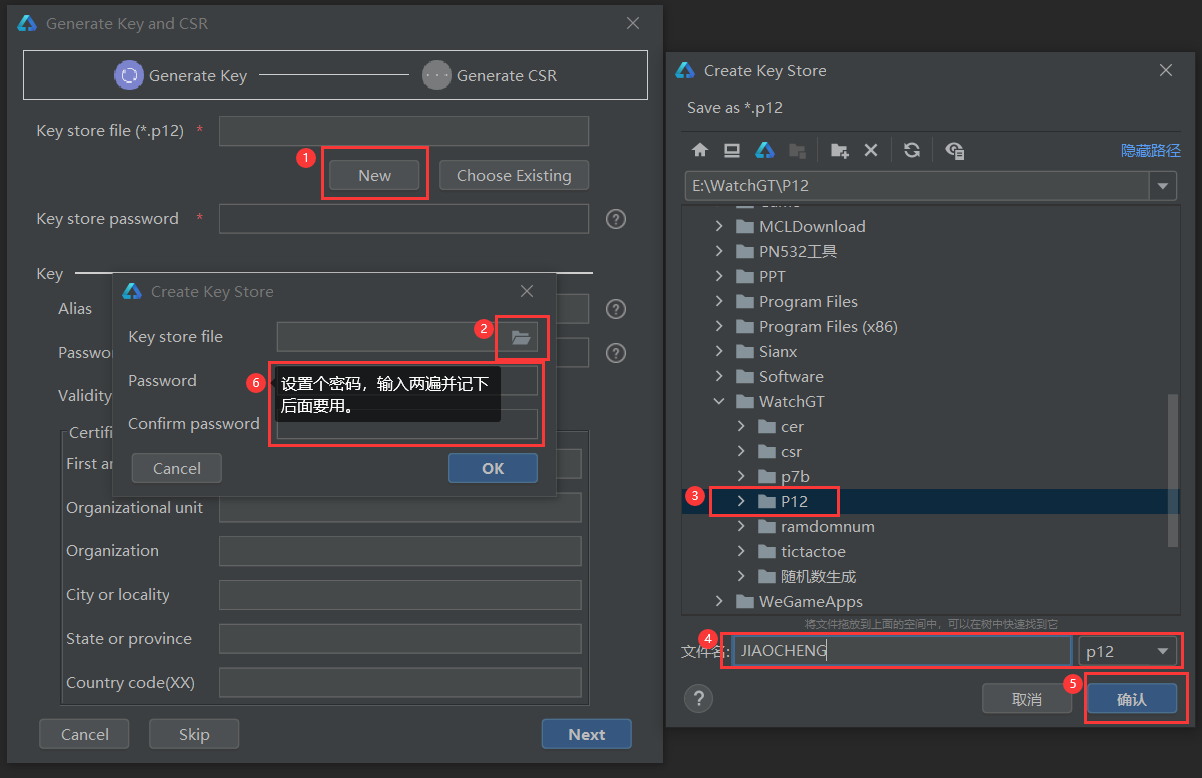 Generate Key and CSR
Generate Key
Generate CSR
Key store file (*.p12) *
1
New
Choose Existing
Key store password *
?
Key
Alias
?
?
Validity
First
Organizational unit
Organization
City or locality
State or province
Country code(XX)
Cancel
Skip
Next
Create Key Store
Key store file
2
Password
6
设置个密码，输入两遍并记下
后面要用。
Confirm password
Cancel
OK
Create Key Store
Save as *.p12
隐藏路径
E:\WatchGT\P12
MCLDownload
PN532工具
PPT
Program Files
Program Files (x86)
Sianx
Software
WatchGT
cer
csr
p7b
3
P12
ramdomnum
tictactoe
随机数生成
WeGameApps
将文件拖放到上面的空间中，可以在树中快速找到它
4
文件名:
JIAOCHENG
p12
5
?
取消
确认